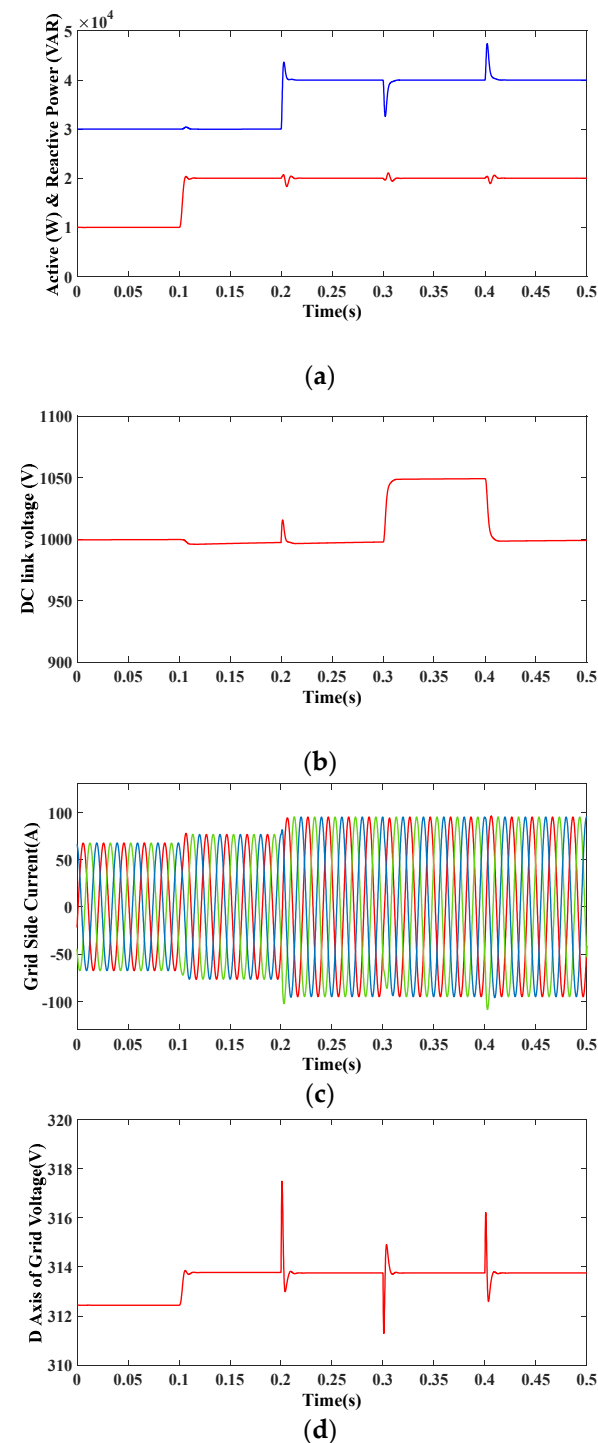 ×10⁴
Active (W) & Reactive Power (VAR)
5
4
3
2
1
0
0 0.05 0.1 0.15 0.2 0.25 0.3 0.35 0.4 0.45 0.5
Time(s)
(a)
DC link voltage (V)
1100
1050
1000
950
900
0 0.05 0.1 0.15 0.2 0.25 0.3 0.35 0.4 0.45 0.5
Time(s)
(b)
Grid Side Current(A)
100
50
0
-50
-100
0 0.05 0.1 0.15 0.2 0.25 0.3 0.35 0.4 0.45 0.5
Time(s)
(c)
D Axis of Grid Voltage(V)
320
318
316
314
312
310
0 0.05 0.1 0.15 0.2 0.25 0.3 0.35 0.4 0.45 0.5
Time(s)
(d)